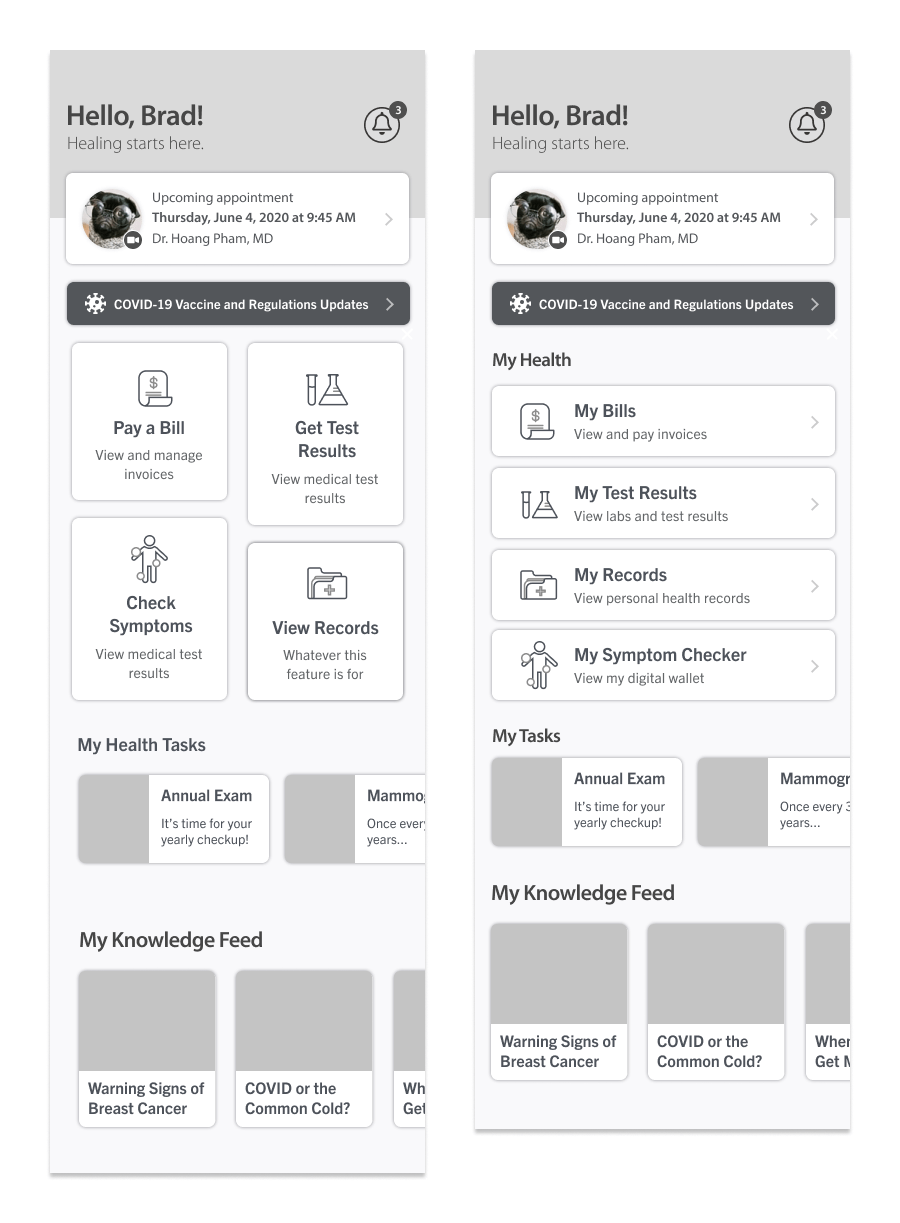 Hello, Brad!
Healing starts here.
3
Upcoming appointment
Thursday, June 4, 2020 at 9:45 AM
Dr. Hoang Pham, MD
COVID-19 Vaccine and Regulations Updates
Pay a Bill
View and manage
invoices
Get Test
Results
View medical test
results
Check
Symptoms
View medical test
results
View Records
Whatever this
feature is for
My Health Tasks
Annual Exam
It's time for your
yearly checkup!
Mammo
Once every
years...
My Knowledge Feed
Warning Signs of
Breast Cancer
COVID or the
Common Cold?
Wh
Get
Hello, Brad!
Healing starts here.
3
Upcoming appointment
Thursday, June 4, 2020 at 9:45 AM
Dr. Hoang Pham, MD
COVID-19 Vaccine and Regulations Updates
My Health
$
My Bills
View and pay invoices
My Test Results
View labs and test results
My Records
View personal health records
My Symptom Checker
View my digital wallet
My Tasks
Annual Exam
It's time for your
yearly checkup!
Mammogr
Once every 3
years...
My Knowledge Feed
Warning Signs of
Breast Cancer
COVID or the
Common Cold?
When
Get M